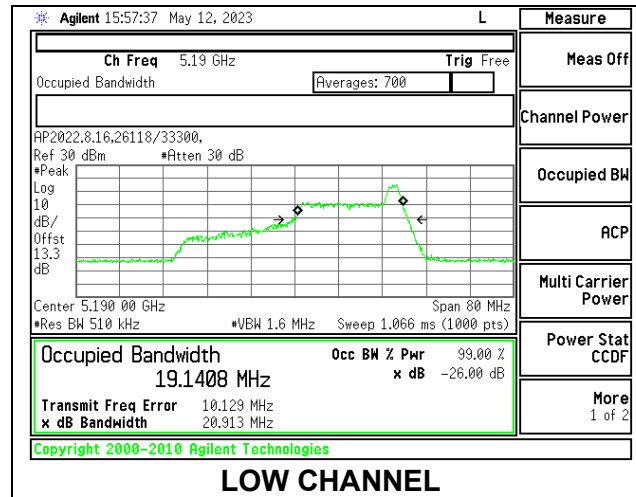 Agilent 15:57:37 May 12, 2023 L
Measure
Ch Freq 5.19 GHz Trig Free
Occupied Bandwidth Averages: 700
AP2022.8.16,26118/33300,
Ref 30 dBm #Atten 30 dB
#Peak
Log
10
dB/
Offst
13.3
dB
Center 5.190 00 GHz Span 80 MHz
#Res BW 510 kHz #VBW 1.6 MHz Sweep 1.066 ms (1000 pts)
Occupied Bandwidth Occ BW % Pwr 99.00 %
19.1408 MHz x dB -26.00 dB
Transmit Freq Error 10.129 MHz
x dB Bandwidth 20.913 MHz
Copyright 2000-2010 Agilent Technologies
Meas Off
Channel Power
Occupied BW
ACP
Multi Carrier
Power
Power Stat
CCDF
More
1 of 2
LOW CHANNEL